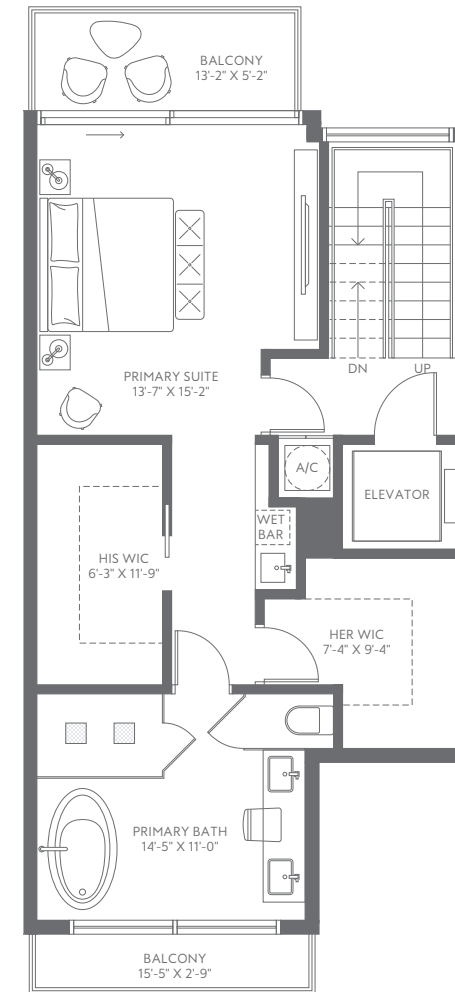 BALCONY
13'-2" X 5'-2"
PRIMARY SUITE
13'-7" X 15'-2"
DN
UP
A/C
ELEVATOR
WET
BAR
HIS WIC
6'-3" X 11'-9"
HER WIC
7'-4" X 9'-4"
PRIMARY BATH
14'-5" X 11'-0"
BALCONY
15'-5" X 2'-9"